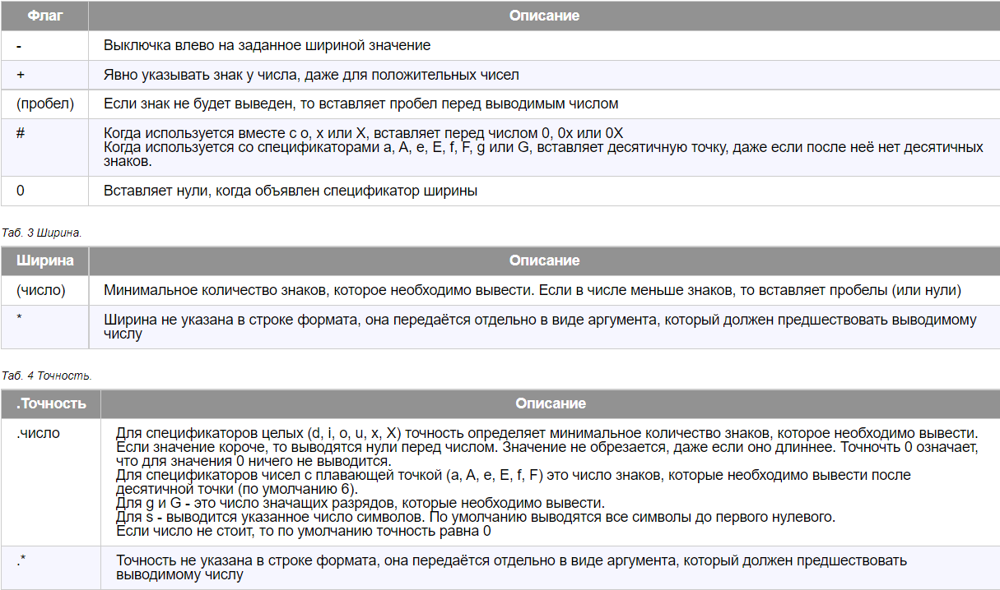 Флаг Описание
- Выключка влево на заданное шириной значение
+ Явно указывать знак у числа, даже для положительных чисел
(пробел) Если знак не будет выведен, то вставляет пробел перед выводимым числом
# Когда используется вместе с o, x или X, вставляет перед числом 0, 0x или 0X
Когда используется со спецификаторами a, A, e, E, f, F, g или G, вставляет десятичную точку, даже если после неё нет десятичных
знаков.
0 Вставляет нули, когда объявлен спецификатор ширины
Таб. 3 Ширина.
Ширина Описание
(число) Минимальное количество знаков, которое необходимо вывести. Если в числе меньше знаков, то вставляет пробелы (или нули)
* Ширина не указана в строке формата, она передаётся отдельно в виде аргумента, который должен предшествовать выводимому
числу
Таб. 4 Точность.
.Точность Описание
.число Для спецификаторов целых (d, i, o, u, x, X) точность определяет минимальное количество знаков, которое необходимо вывести.
Если значение короче, то выводятся нули перед числом. Значение не обрезается, даже если оно длиннее. Точночть 0 означает,
что для значения 0 ничего не выводится.
Для спецификаторов чисел с плавающей точкой (a, A, e, E, f, F) это число знаков, которые необходимо вывести после
десятичной точки (по умолчанию 6).
Для g и G - это число значащих разрядов, которые необходимо вывести.
Для s - выводится указанное число символов. По умолчанию выводятся все символы до первого нулевого.
Если число не стоит, то по умолчанию точность равна 0
.* Точность не указана в строке формата, она передаётся отдельно в виде аргумента, который должен предшествовать
выводимому числу